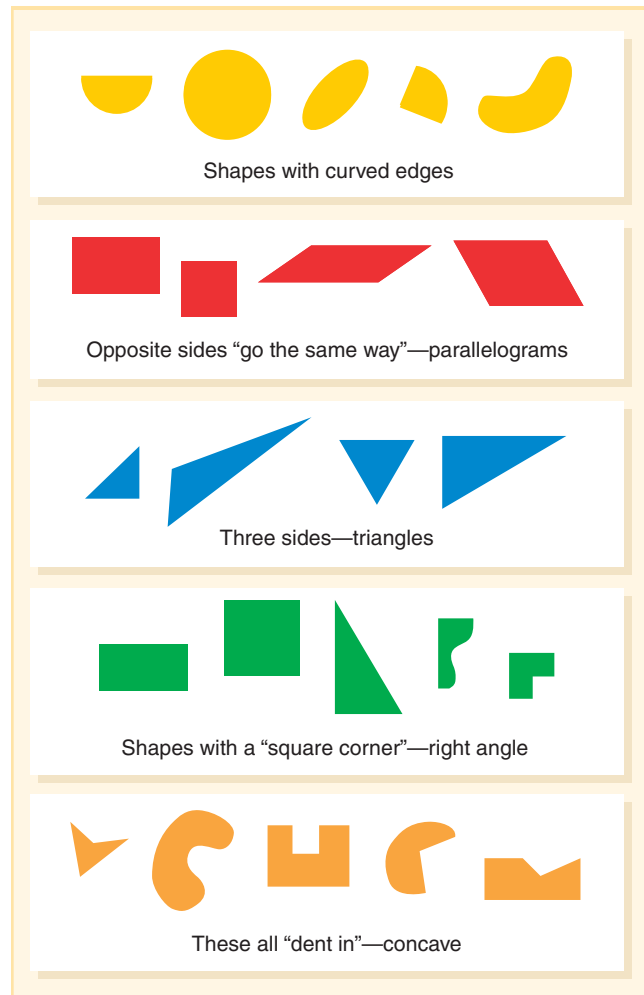 Shapes with curved edges
Opposite sides “go the same way”—parallelograms
Three sides—triangles
Shapes with a “square corner”—right angle
These all “dent in”—concave